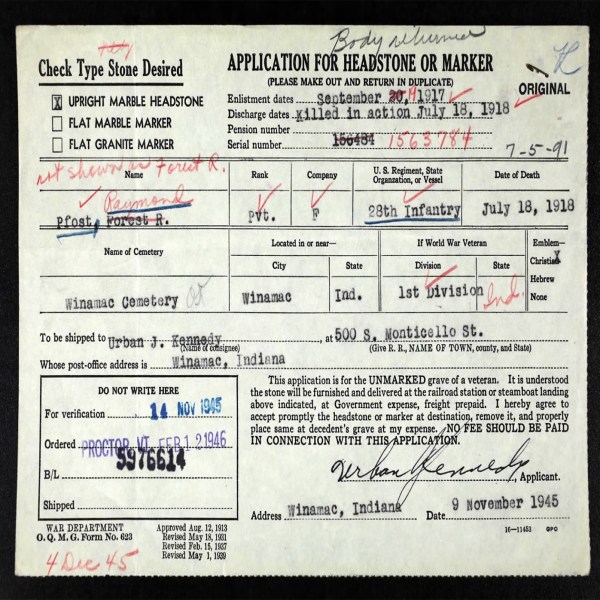 Body returned
Check Type Stone Desired
X UPRIGHT MARBLE HEADSTONE
FLAT MARBLE MARKER
FLAT GRANITE MARKER
APPLICATION FOR HEADSTONE OR MARKER
(PLEASE MAKE OUT AND RETURN IN DUPLICATE)
ORIGINAL
Enlistment dates September 20, 19 1917
Discharge dates Killed in action July 18, 1918
Pension number
Serial number 156484 1563784
7-5-91
not shown as Forest R.
Name Rank Company U. S. Regiment, State Organization, or Vessel Date of Death
Raymond
Pfost, Forest R. Pvt. F 28th Infantry July 18, 1918
Name of Cemetery Located in or near— If World War Veteran Emblem—
City State Division State Christian X
Hebrew
None
Winamac Cemetery Winamac Ind. 1st Division Ind.
To be shipped to Urban J. Kennedy, at 500 S. Monticello St.
(Name of consignee) (Give R. R., NAME OF TOWN, county, and State)
Whose post-office address is Winamac, Indiana
DO NOT WRITE HERE
For verification 14 NOV 1945
Ordered PROCTOR, VT. FEB 12 1946
5976614
B/L
Shipped
This application is for the UNMARKED grave of a veteran. It is understood
the stone will be furnished and delivered at the railroad station or steamboat landing
above indicated, at Government expense, freight prepaid. I hereby agree to
accept promptly the headstone or marker at destination, remove it, and properly
place same at decedent's grave at my expense. NO FEE SHOULD BE PAID
IN CONNECTION WITH THIS APPLICATION.
Urban J Kennedy, Applicant.
Address Winamac, Indiana Date 9 November 1945
WAR DEPARTMENT
O. Q. M. G. Form No. 623
Approved Aug. 12, 1913
Revised May 18, 1931
Revised Feb. 15, 1937
Revised May 1, 1939
16—11453 GPO
4 Dec 45